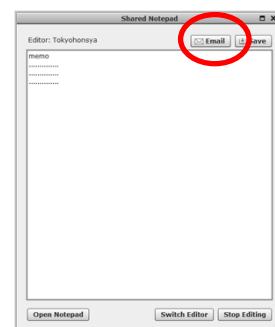 Shared Notepad
Editor: Tokyohonsya
Email
Save
memo
..............
..............
..............
Open Notepad
Switch Editor
Stop Editing